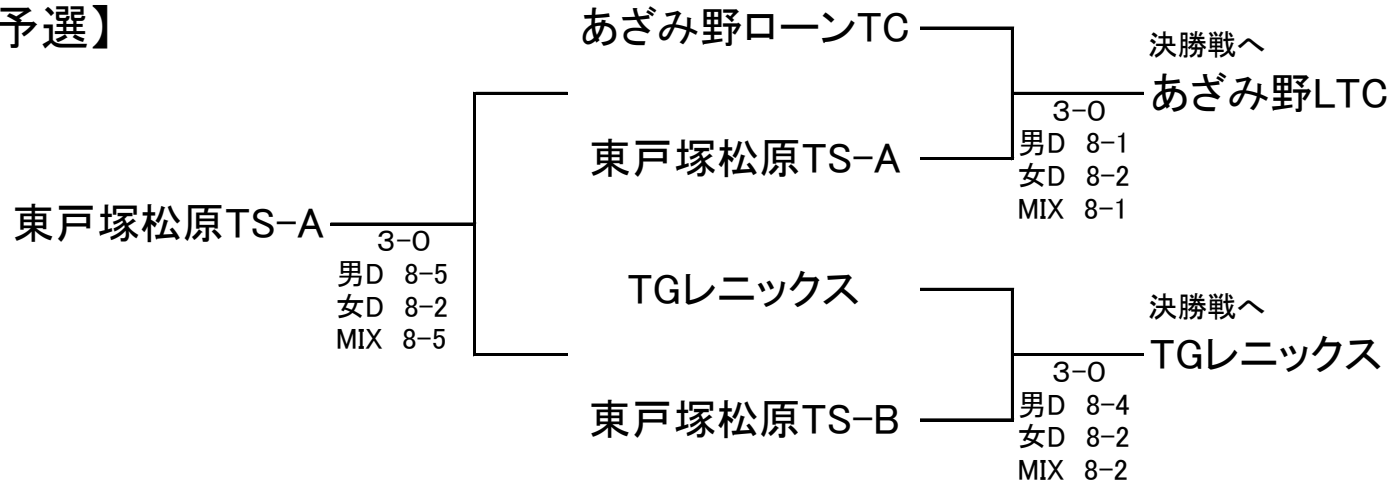 予選】
あざみ野ローンTC
決勝戦へ
あざみ野LTC
3-0
男D 8-1
女D 8-2
MIX 8-1
東戸塚松原TS-A
東戸塚松原TS-A
3-0
男D 8-5
女D 8-2
MIX 8-5
TGレニックス
決勝戦へ
TGレニックス
3-0
男D 8-4
女D 8-2
MIX 8-2
東戸塚松原TS-B